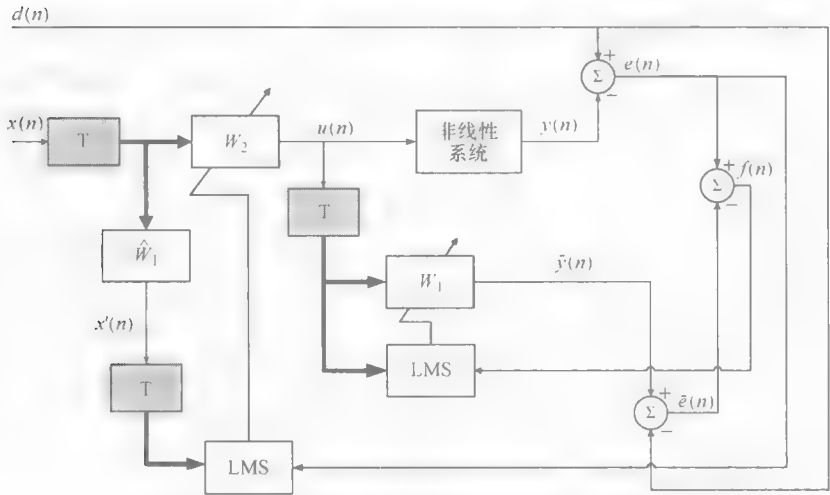 d(n)
+
Σ
e(n)
−
x(n)
T
W₂
u(n)
非线性
系统
y(n)
+
Σ
f(n)
−
T
Ŵ₁
W₁
ỹ(n)
x′(n)
LMS
T
+
Σ
ẽ(n)
−
LMS